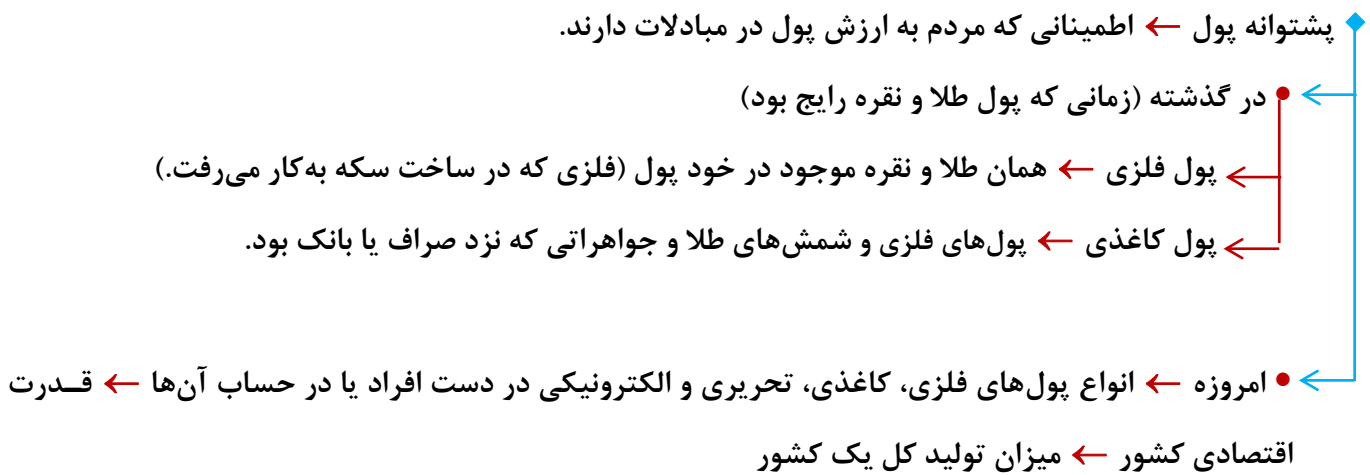 پشتوانه پول ← اطمینانی که مردم به ارزش پول در مبادلات دارند.
در گذشته (زمانی که پول طلا و نقره رایج بود)
پول فلزی ← همان طلا و نقره موجود در خود پول (فلزی که در ساخت سکه به‌کار می‌رفت.)
پول کاغذی ← پول‌های فلزی و شمش‌های طلا و جواهراتی که نزد صراف یا بانک بود.
امروزه ← انواع پول‌های فلزی، کاغذی، تحریری و الکترونیکی در دست افراد یا در حساب آن‌ها ← قــدرت
اقتصادی کشور ← میزان تولید کل یک کشور